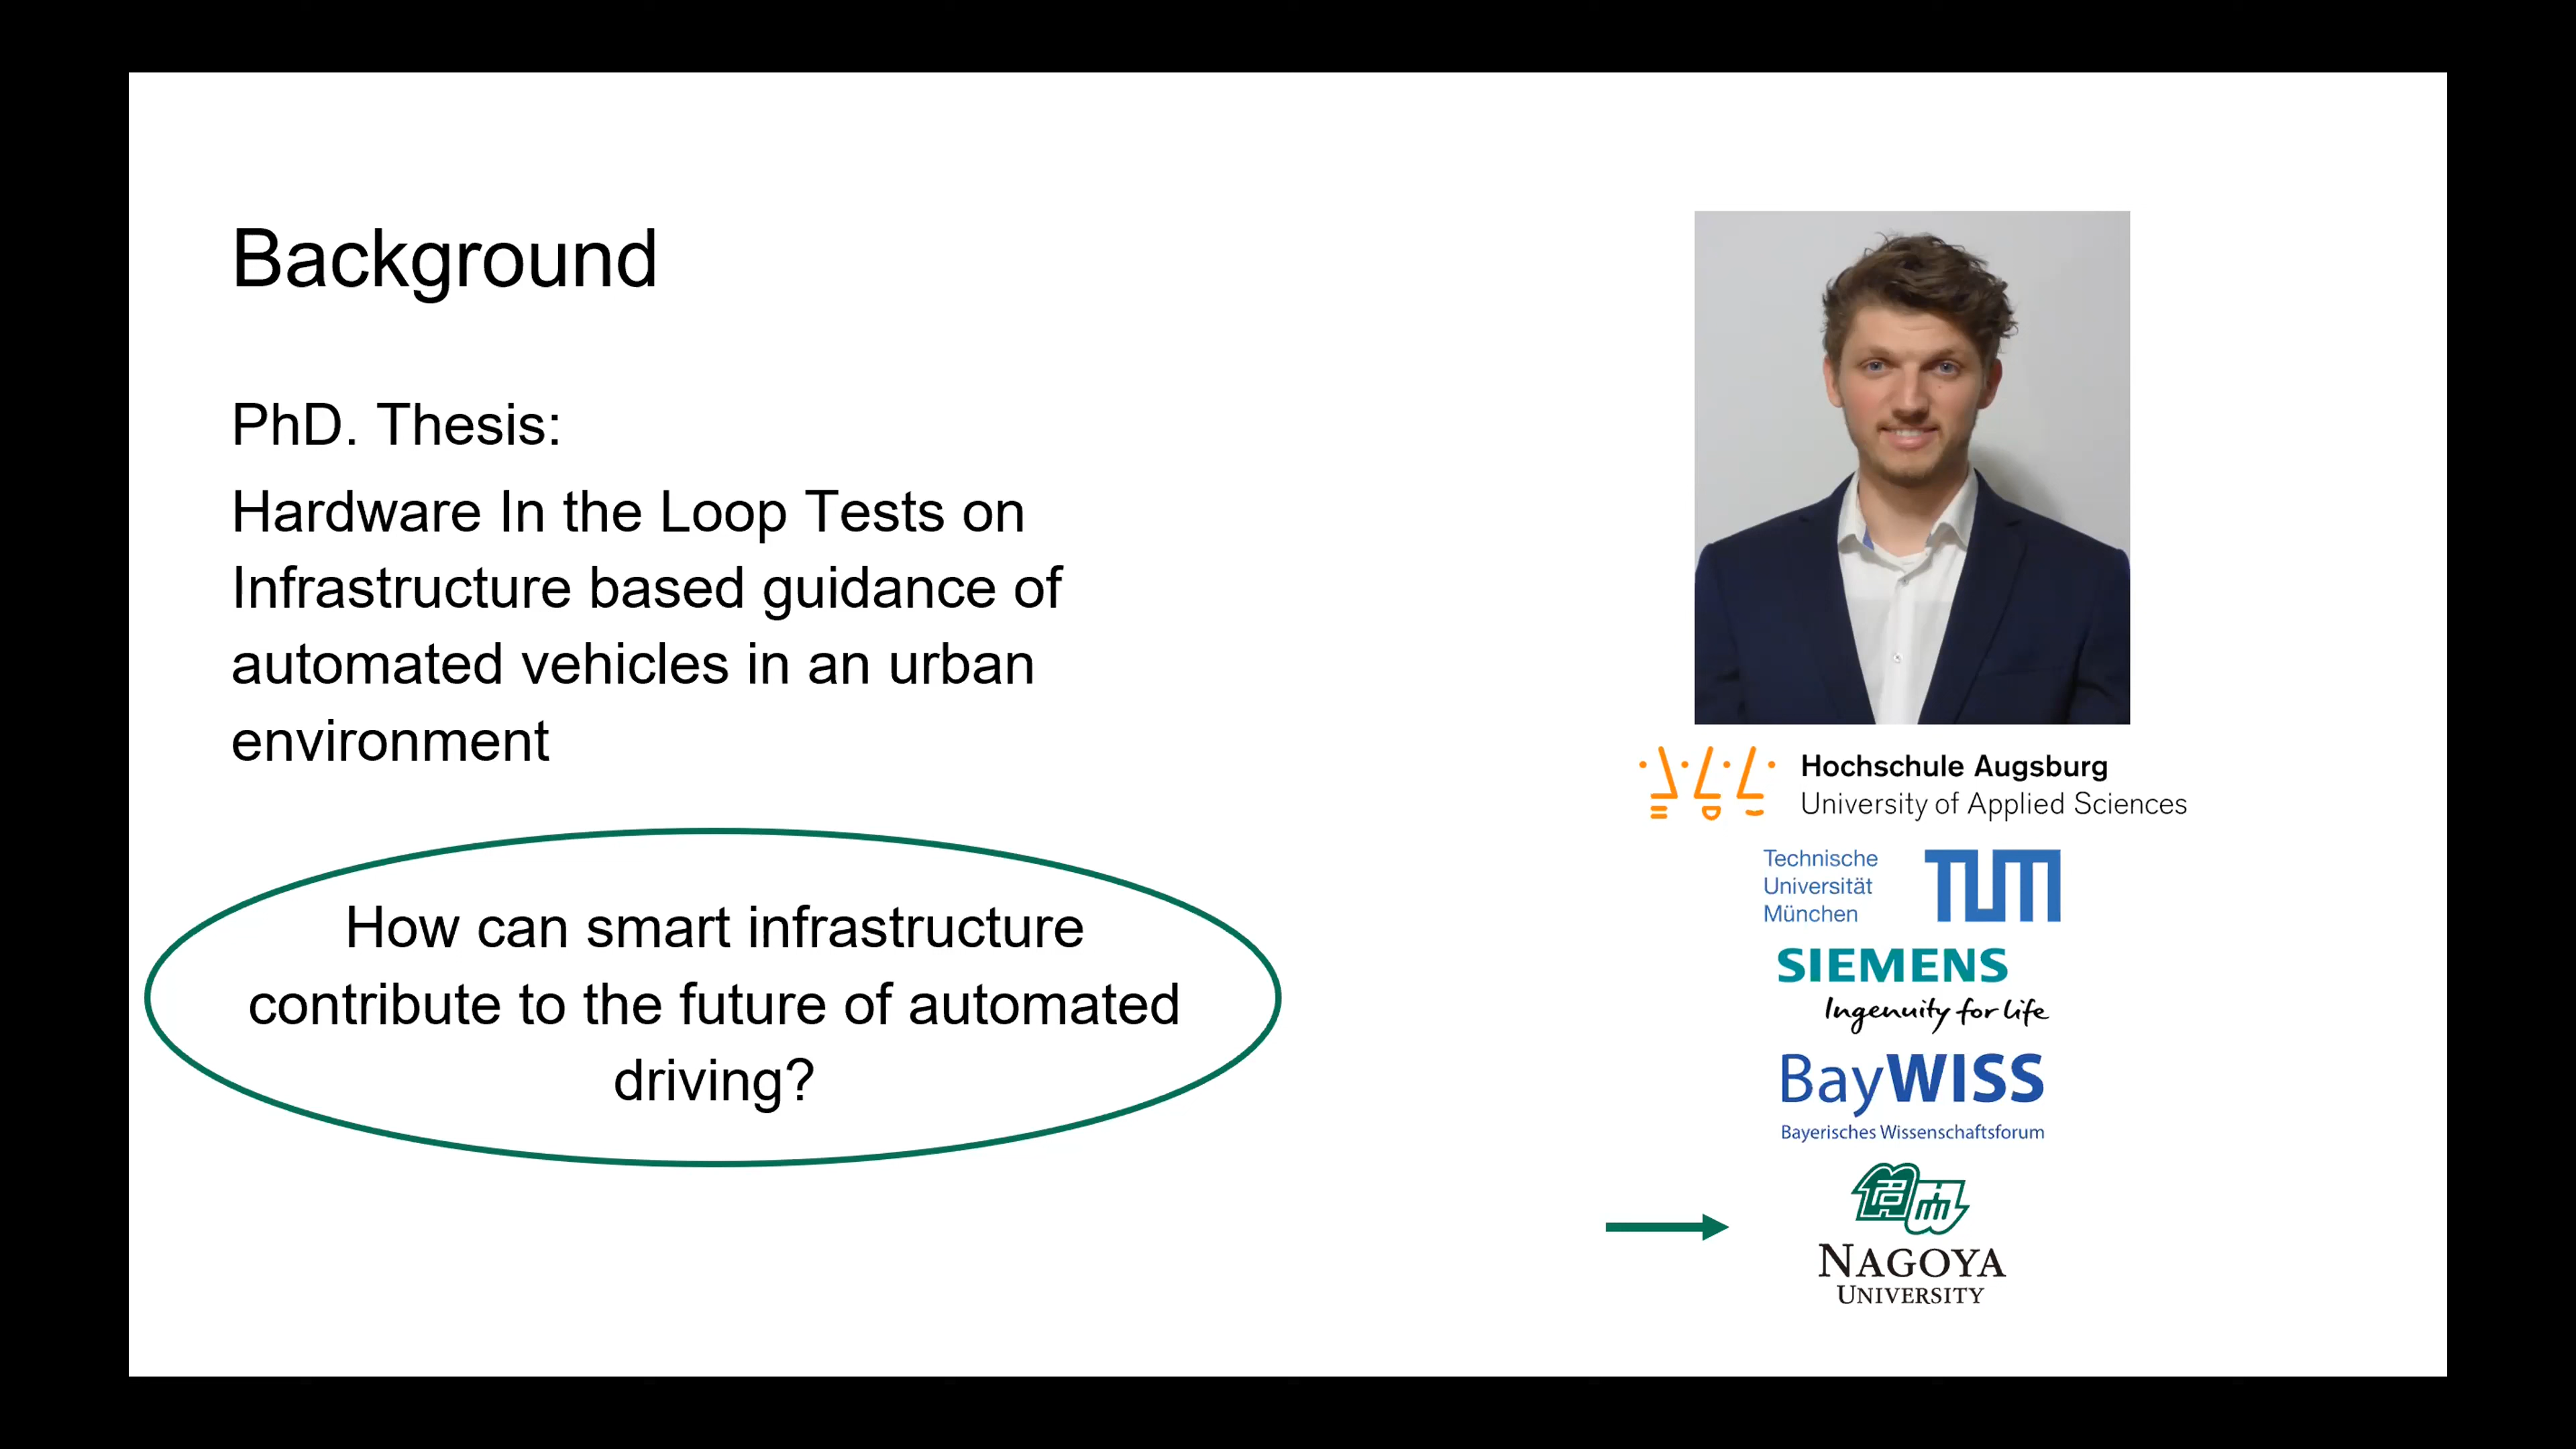 Background
PhD. Thesis:
Hardware In the Loop Tests on
Infrastructure based guidance of
automated vehicles in an urban
environment
How can smart infrastructure
contribute to the future of automated
driving?
Hochschule Augsburg
University of Applied Sciences
Technische
Universität
München
TUM
SIEMENS
Ingenuity for life
BayWISS
Bayerisches Wissenschaftsforum
NAGOYA
UNIVERSITY